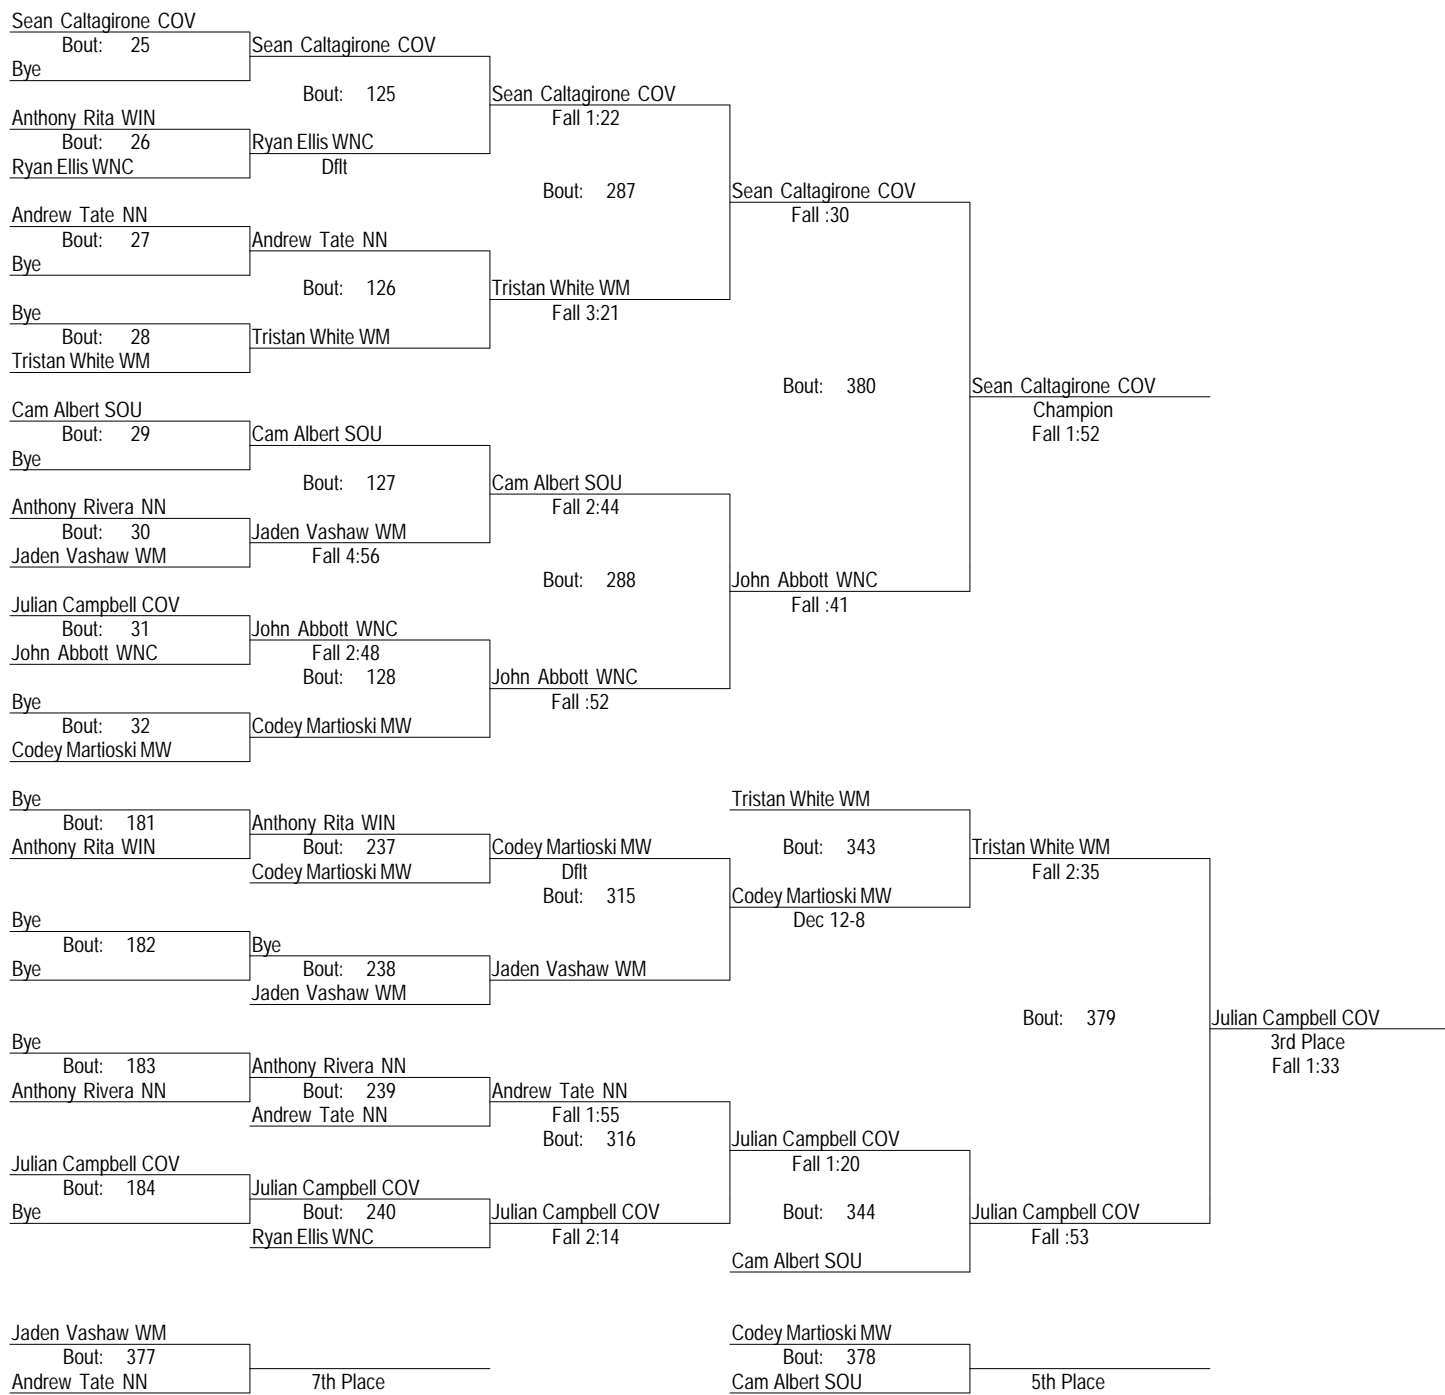 Sean Caltagirone COV
Bout: 25
Bye
Sean Caltagirone COV
Bout: 125
Anthony Rita WIN
Bout: 26
Ryan Ellis WNC
Ryan Ellis WNC
Dflt
Sean Caltagirone COV
Fall 1:22
Bout: 287
Andrew Tate NN
Bout: 27
Bye
Andrew Tate NN
Bout: 126
Bye
Bout: 28
Tristan White WM
Tristan White WM
Tristan White WM
Fall 3:21
Sean Caltagirone COV
Fall :30
Bout: 380
Sean Caltagirone COV
Champion
Fall 1:52
Cam Albert SOU
Bout: 29
Bye
Cam Albert SOU
Bout: 127
Anthony Rivera NN
Bout: 30
Jaden Vashaw WM
Jaden Vashaw WM
Fall 4:56
Cam Albert SOU
Fall 2:44
Bout: 288
John Abbott WNC
Fall :41
Julian Campbell COV
Bout: 31
John Abbott WNC
John Abbott WNC
Fall 2:48
Bout: 128
John Abbott WNC
Fall :52
Bye
Bout: 32
Codey Martioski MW
Codey Martioski MW
Bye
Bout: 181
Anthony Rita WIN
Anthony Rita WIN
Bout: 237
Codey Martioski MW
Codey Martioski MW
Dflt
Bout: 315
Bye
Bout: 182
Bye
Bye
Bout: 238
Jaden Vashaw WM
Jaden Vashaw WM
Tristan White WM
Bout: 343
Codey Martioski MW
Dec 12-8
Tristan White WM
Fall 2:35
Bout: 379
Julian Campbell COV
3rd Place
Fall 1:33
Bye
Bout: 183
Anthony Rivera NN
Anthony Rivera NN
Bout: 239
Andrew Tate NN
Andrew Tate NN
Fall 1:55
Bout: 316
Julian Campbell COV
Bout: 184
Bye
Julian Campbell COV
Bout: 240
Ryan Ellis WNC
Julian Campbell COV
Fall 2:14
Julian Campbell COV
Fall 1:20
Bout: 344
Cam Albert SOU
Julian Campbell COV
Fall :53
Jaden Vashaw WM
Bout: 377
Andrew Tate NN
7th Place
Codey Martioski MW
Bout: 378
Cam Albert SOU
5th Place